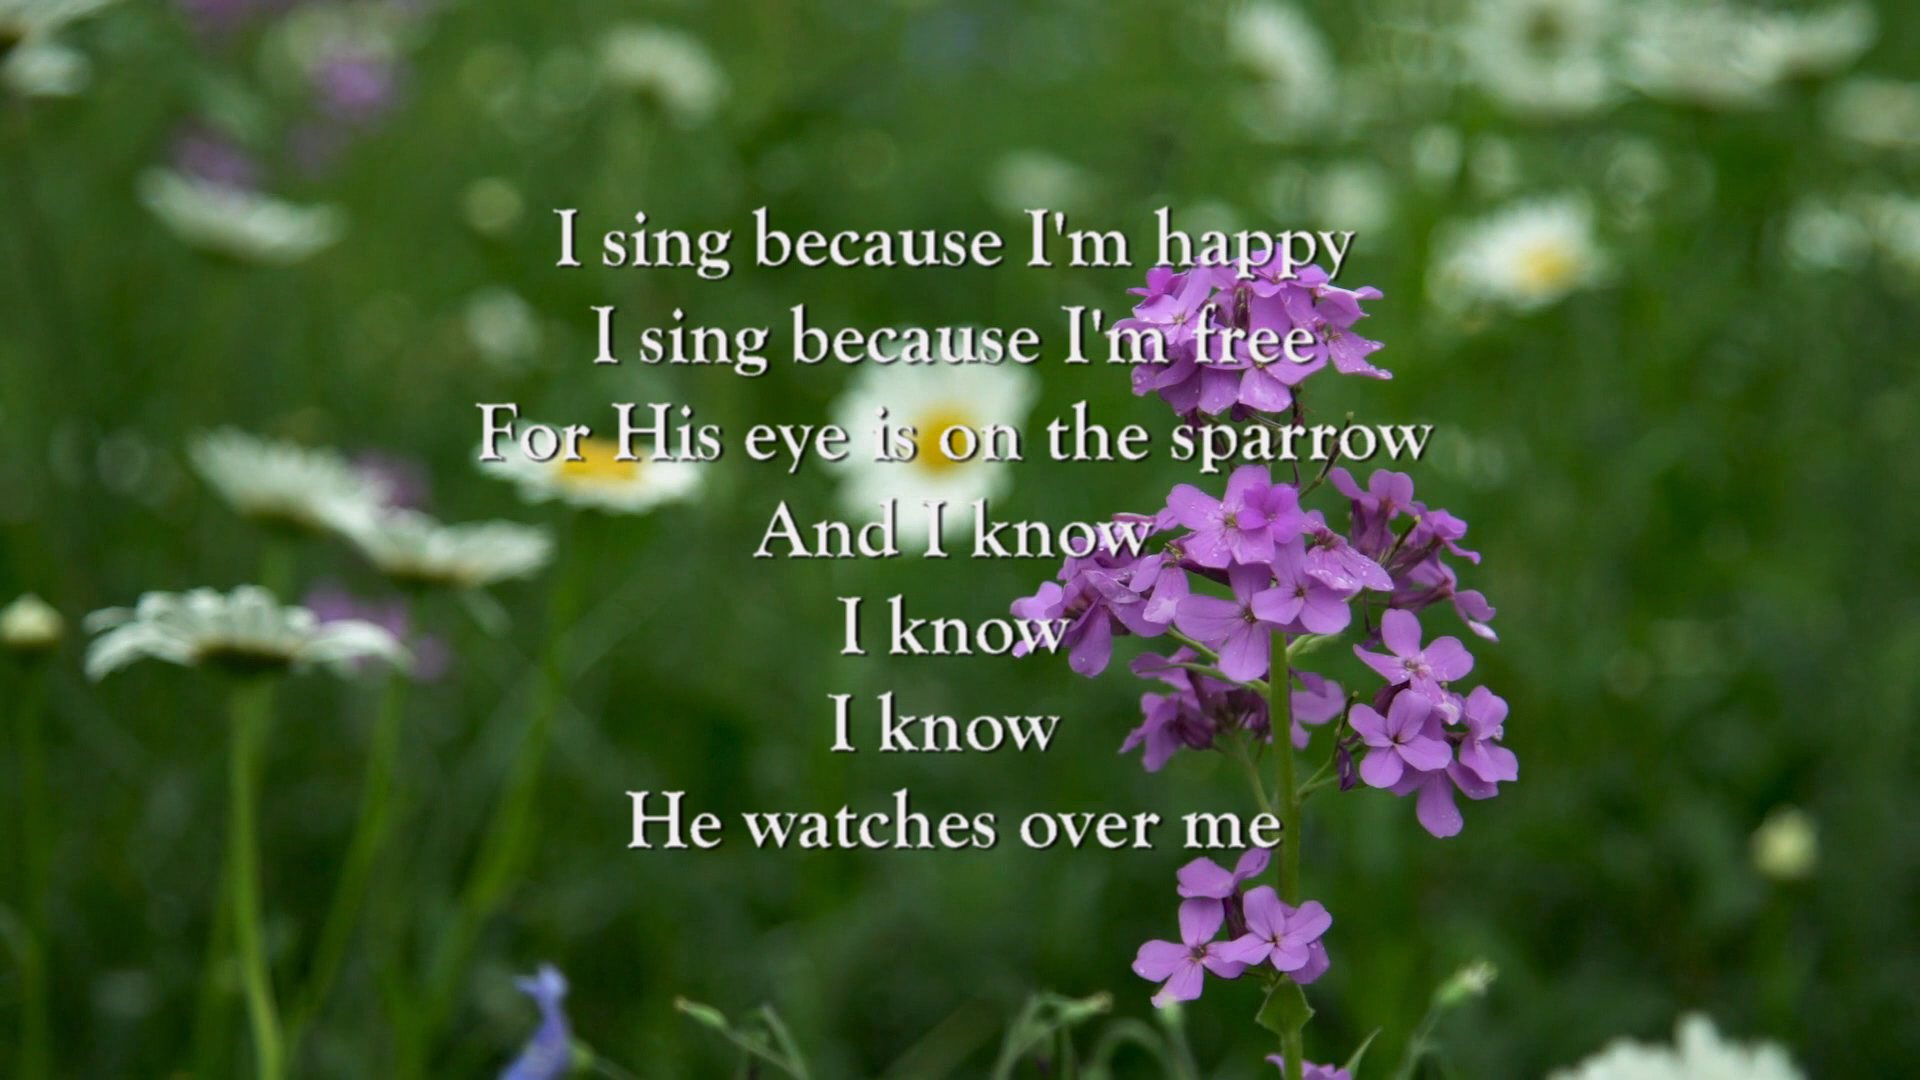 I sing because I'm happy
I sing because I'm free
For His eye is on the sparrow
And I know
I know
I know
He watches over me